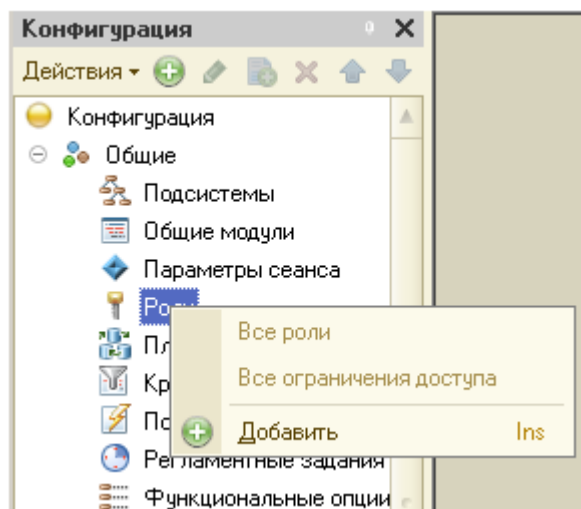 Конфигурация
Действия
Конфигурация
Общие
Подсистемы
Общие модули
Параметры сеанса
Роли
Все роли
Все ограничения доступа
Добавить Ins
Регламентные задания
Функциональные опции